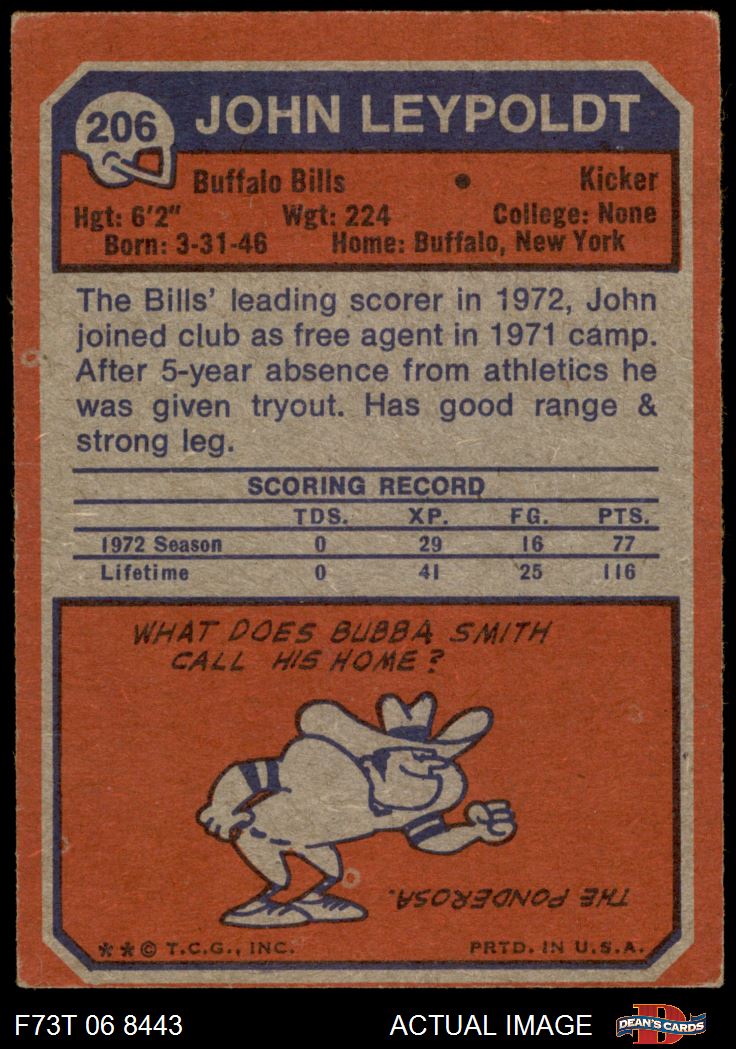 206
JOHN LEYPOLDT
Buffalo Bills • Kicker
Hgt: 6'2" Wgt: 224 College: None
Born: 3-31-46 Home: Buffalo, New York
The Bills' leading scorer in 1972, John
joined club as free agent in 1971 camp.
After 5-year absence from athletics he
was given tryout. Has good range &
strong leg.
SCORING RECORD
TDS. XP. FG. PTS.
1972 Season 0 29 16 77
Lifetime 0 41 25 116
WHAT DOES BUBBA SMITH
CALL HIS HOME?
THE PONDEROSA.
**© T.C.G., INC. PRTD. IN U.S.A.
F73T 06 8443 ACTUAL IMAGE D
DEAN'S CARDS